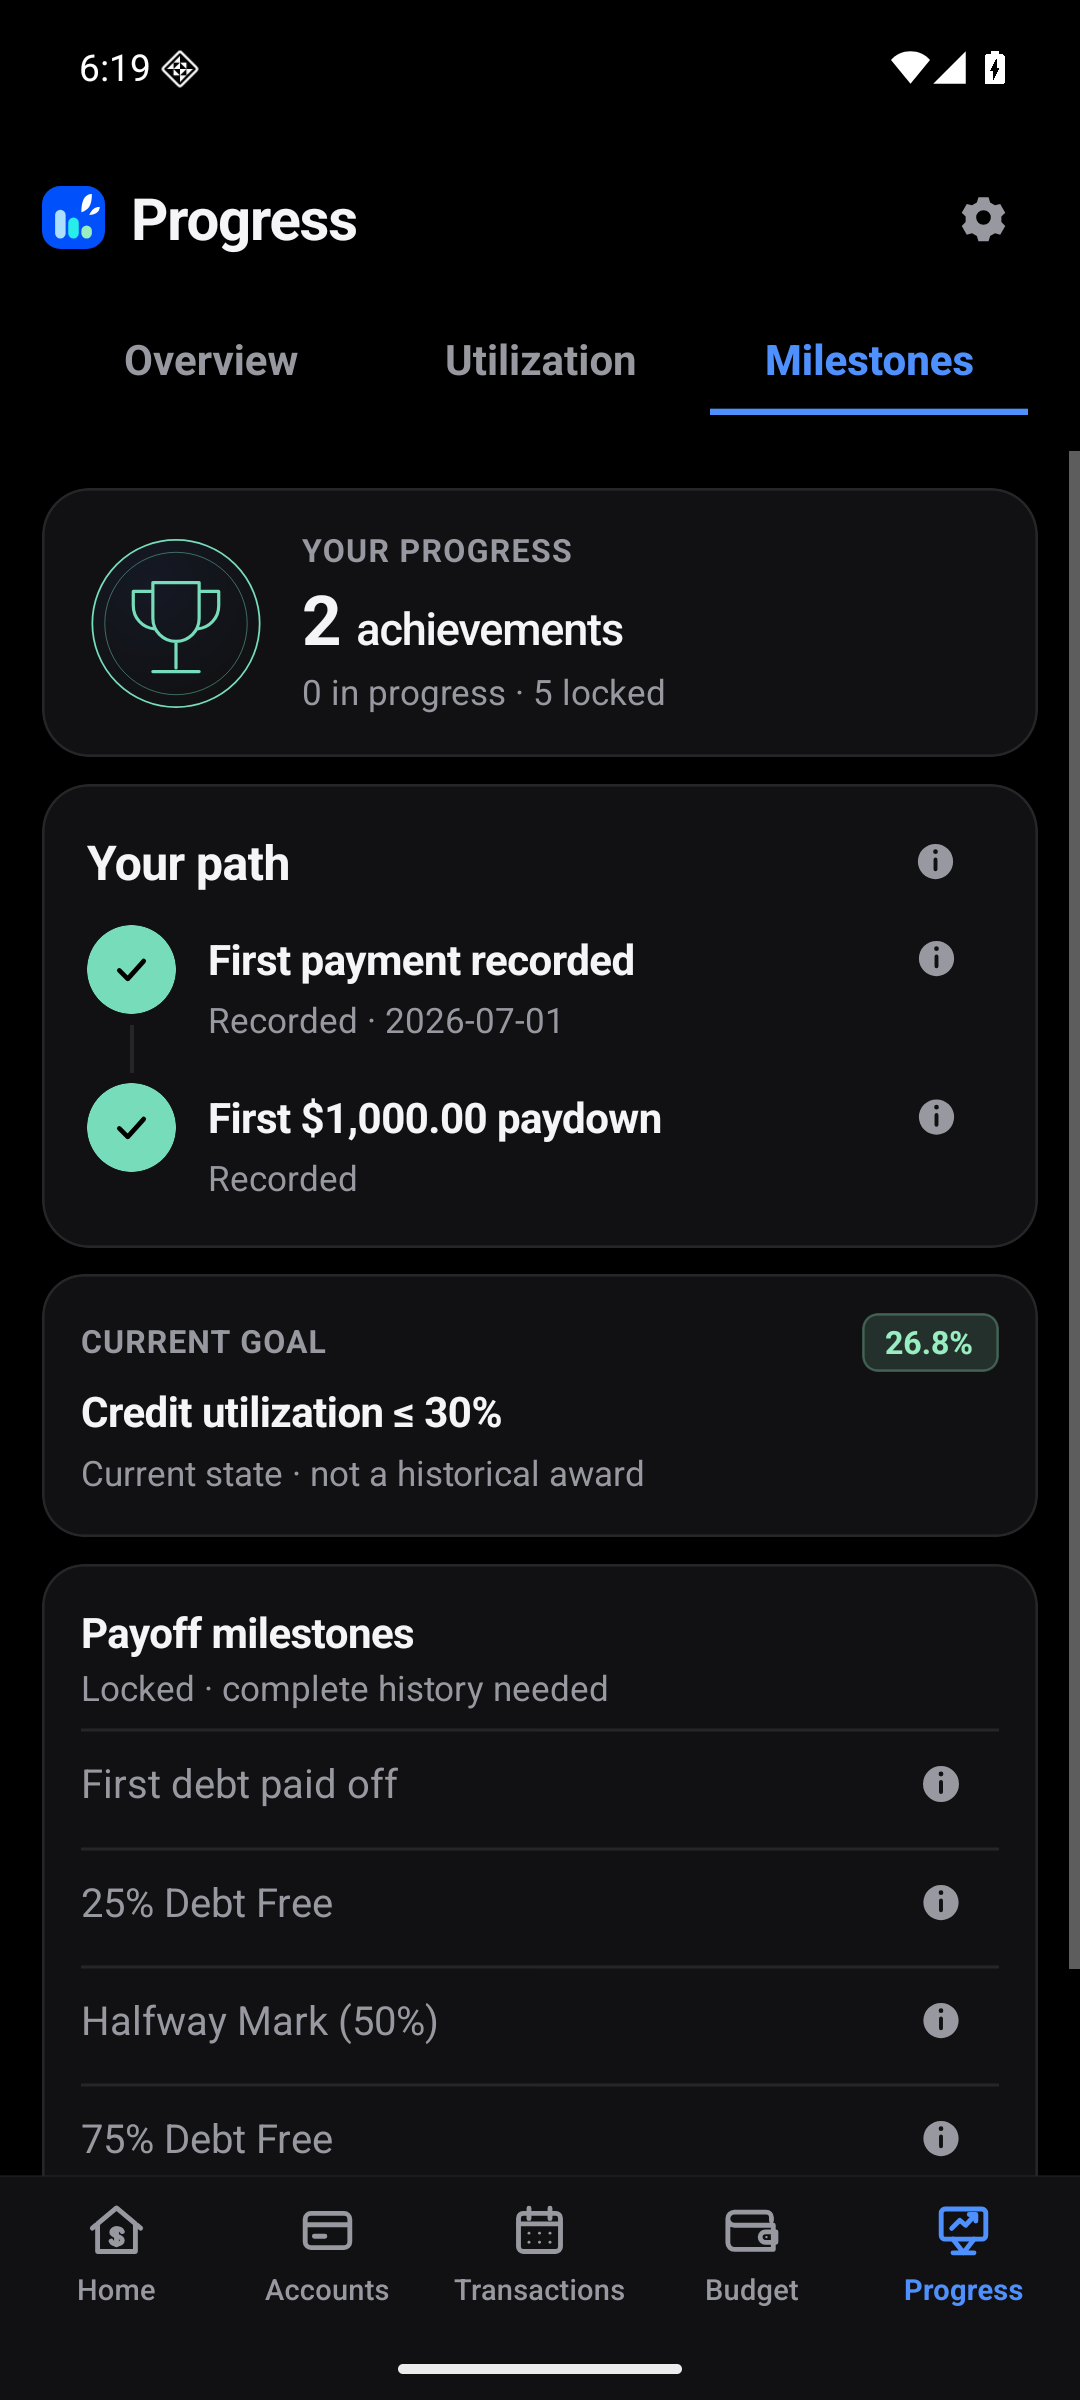 6:19
Progress
Overview
Utilization
Milestones
YOUR PROGRESS
2 achievements
0 in progress · 5 locked
Your path
First payment recorded
Recorded · 2026-07-01
First $1,000.00 paydown
Recorded
CURRENT GOAL
26.8%
Credit utilization ≤ 30%
Current state · not a historical award
Payoff milestones
Locked · complete history needed
First debt paid off
25% Debt Free
Halfway Mark (50%)
75% Debt Free
Home
Accounts
Transactions
Budget
Progress